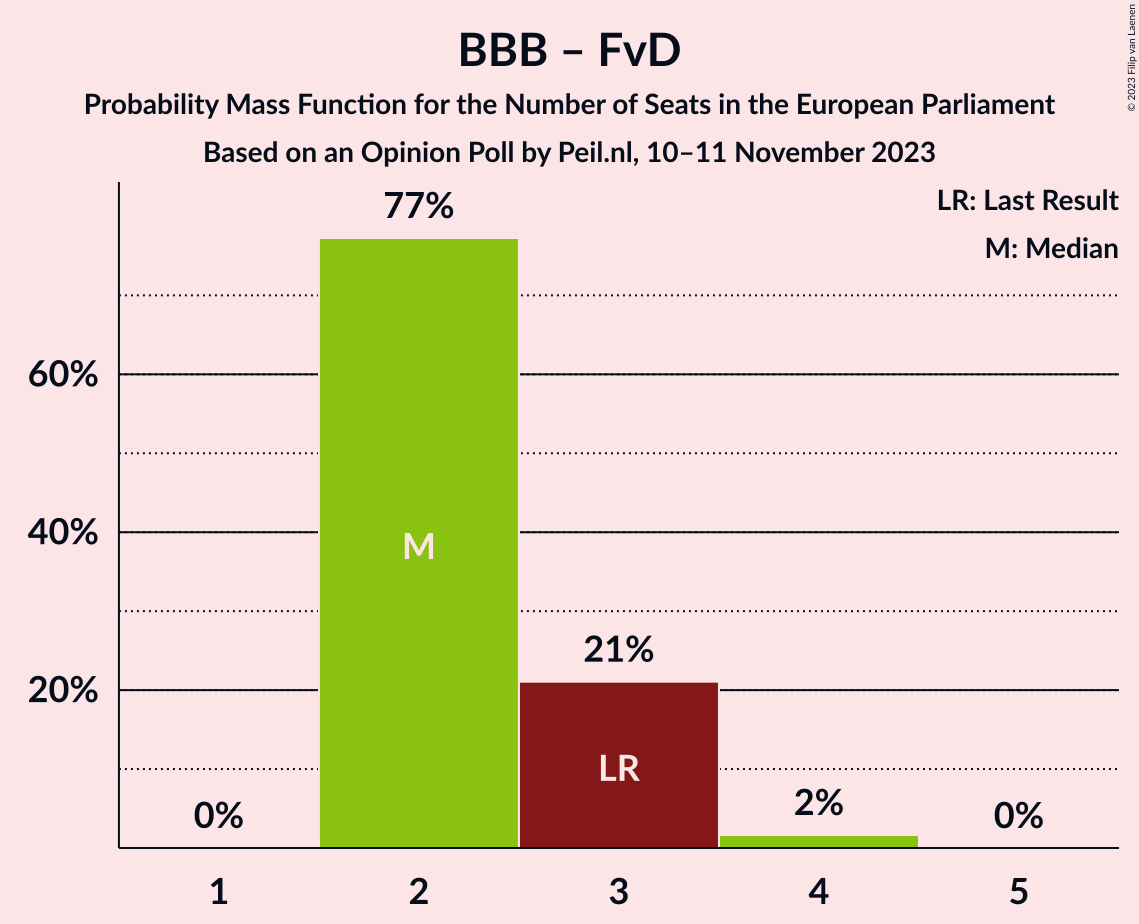 BBB – FvD
Probability Mass Function for the Number of Seats in the European Parliament
Based on an Opinion Poll by Peil.nl, 10–11 November 2023
© 2023 Filip van Laenen
LR: Last Result
M: Median
77%
60%
40%
20%
M
21%
LR
0%
2%
0%
1 2 3 4 5